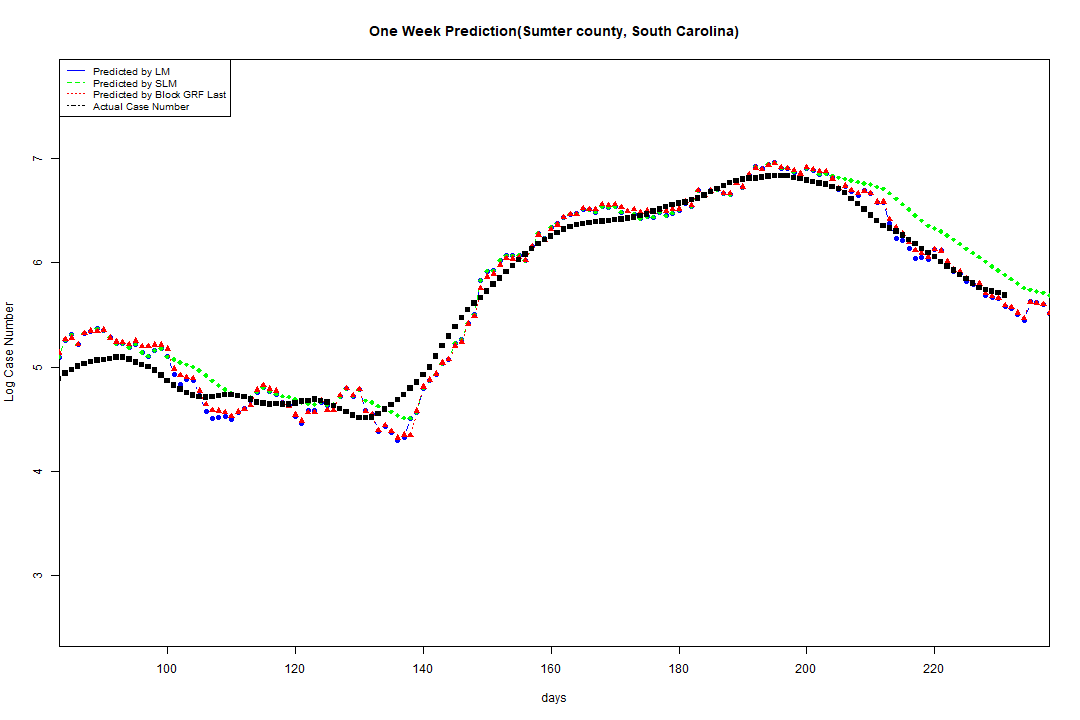 One Week Prediction(Sumter county, South Carolina)
Predicted by LM
Predicted by SLM
Predicted by Block GRF Last
Actual Case Number
7
6
5
4
3
Log Case Number
100 120 140 160 180 200 220
days